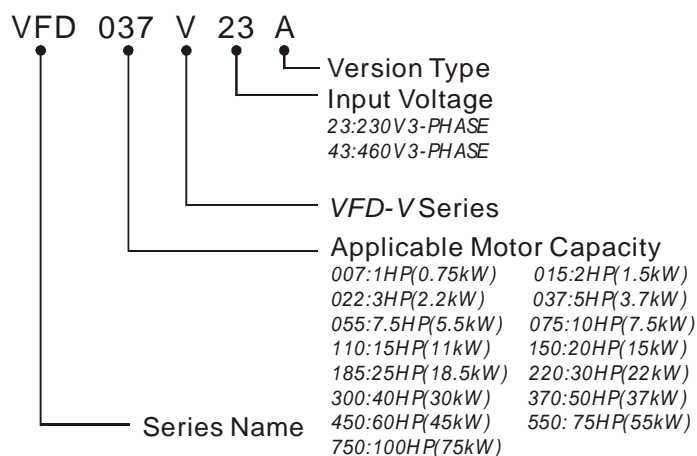 VFD 037 V 23 A
Version Type
Input Voltage
23:230V 3-PHASE
43:460V 3-PHASE
VFD-V Series
Applicable Motor Capacity
007:1HP(0.75kW) 015:2HP(1.5kW)
022:3HP(2.2kW) 037:5HP(3.7kW)
055:7.5HP(5.5kW) 075:10HP(7.5kW)
110:15HP(11kW) 150:20HP(15kW)
185:25HP(18.5kW) 220:30HP(22kW)
300:40HP(30kW) 370:50HP(37kW)
450:60HP(45kW) 550: 75HP(55kW)
750:100HP(75kW)
Series Name